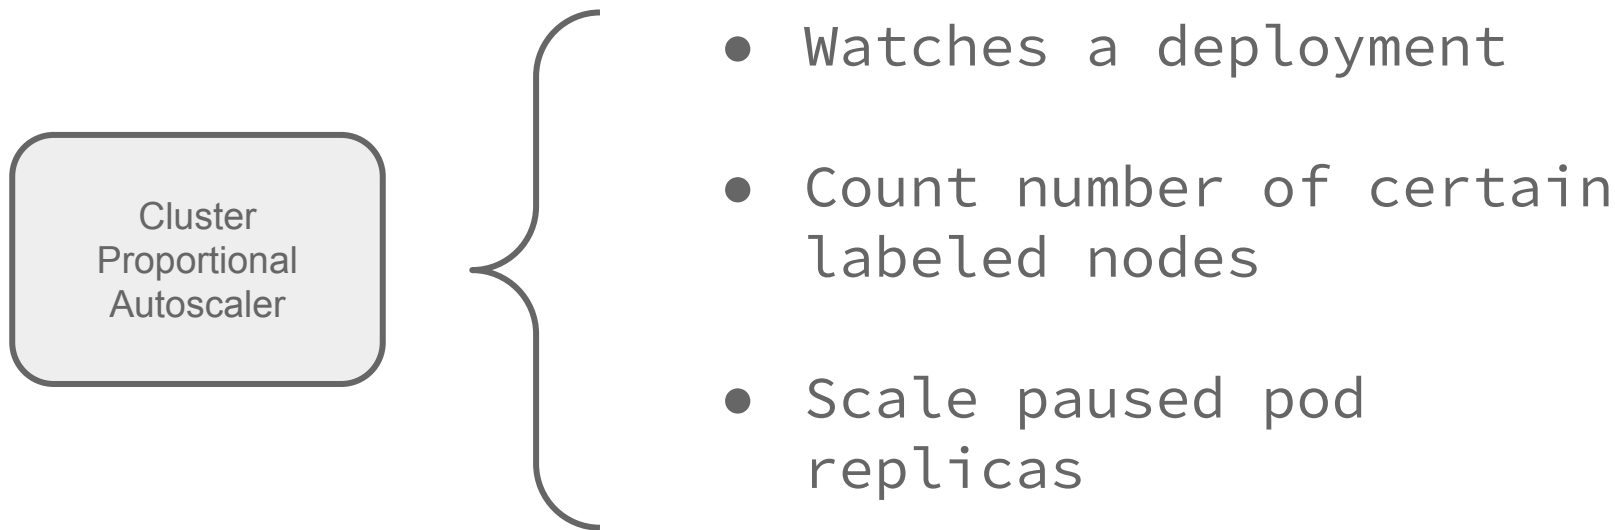 Cluster
Proportional
Autoscaler
● Watches a deployment
● Count number of certain
labeled nodes
● Scale paused pod
replicas